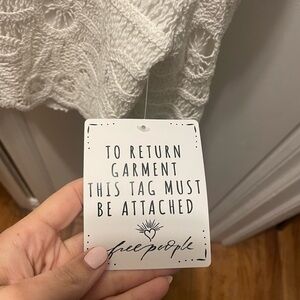 TO RETURN
GARMENT
THIS TAG MUST
BE ATTACHED
free people